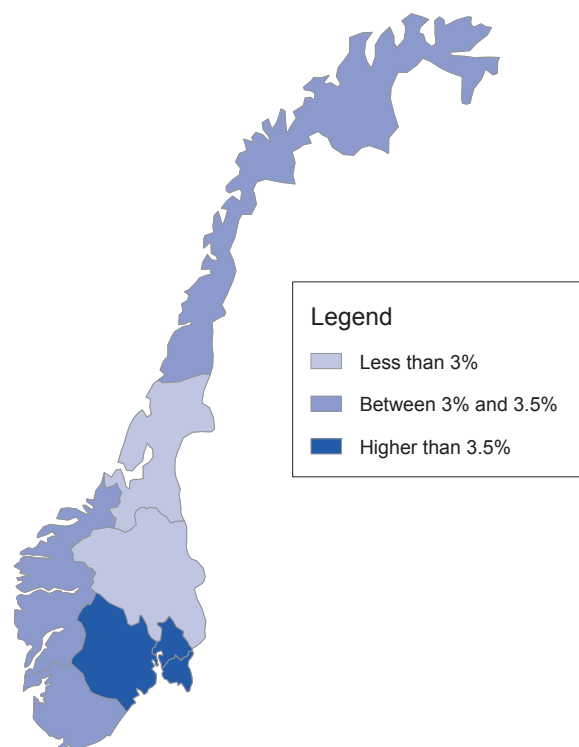 Legend
Less than 3%
Between 3% and 3.5%
Higher than 3.5%